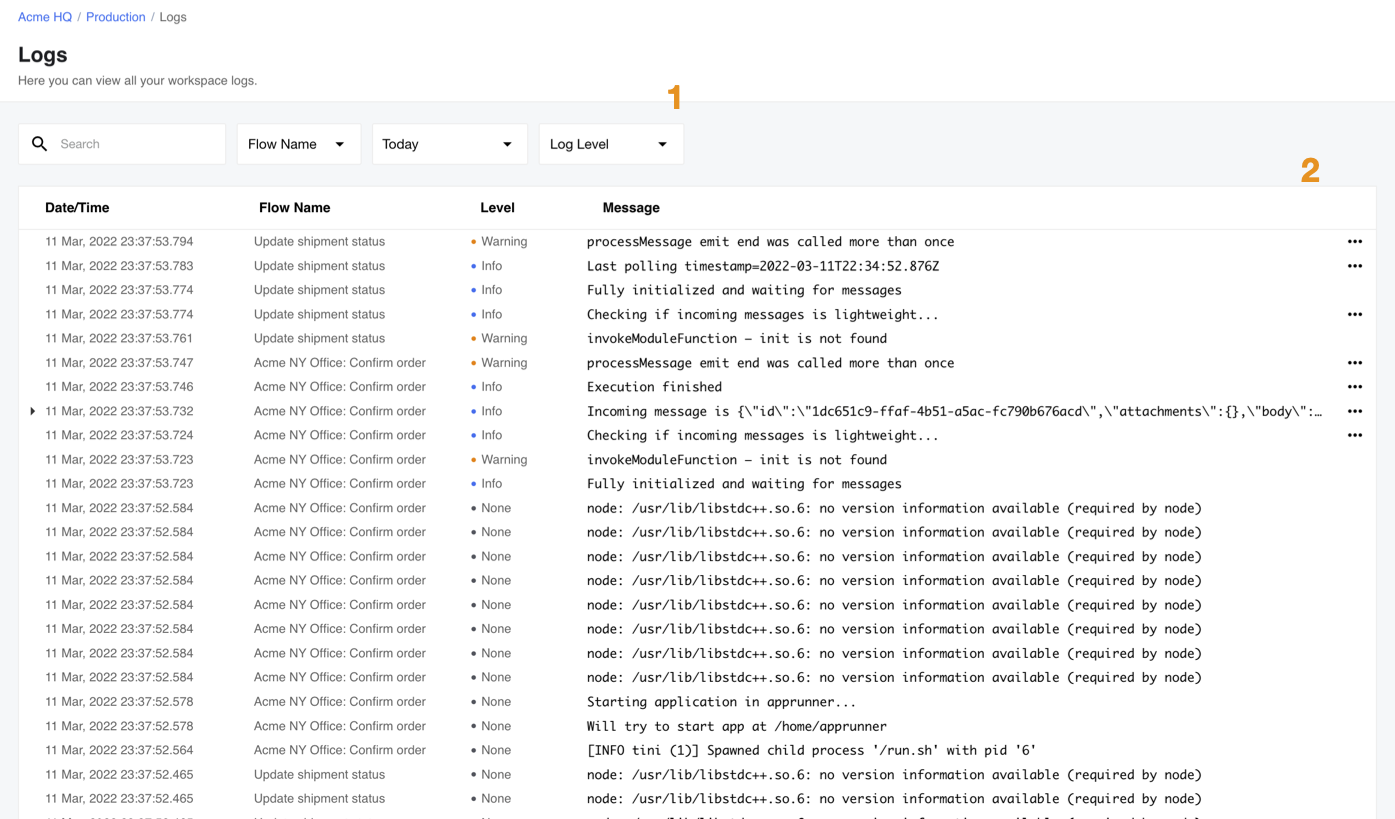 Acme HQ / Production / Logs
Logs
Here you can view all your workspace logs.
1
Search
Flow Name
Today
Log Level
2
Date/Time Flow Name Level Message
11 Mar, 2022 23:37:53.794 Update shipment status Warning processMessage emit end was called more than once
11 Mar, 2022 23:37:53.783 Update shipment status Info Last polling timestamp=2022-03-11T22:34:52.876Z
11 Mar, 2022 23:37:53.774 Update shipment status Info Fully initialized and waiting for messages
11 Mar, 2022 23:37:53.774 Update shipment status Info Checking if incoming messages is lightweight...
11 Mar, 2022 23:37:53.761 Update shipment status Warning invokeModuleFunction – init is not found
11 Mar, 2022 23:37:53.747 Acme NY Office: Confirm order Warning processMessage emit end was called more than once
11 Mar, 2022 23:37:53.746 Acme NY Office: Confirm order Info Execution finished
11 Mar, 2022 23:37:53.732 Acme NY Office: Confirm order Info Incoming message is {\"id\":\"1dc651c9-ffaf-4b51-a5ac-fc790b676acd\",\"attachments\":{},\"body\":…
11 Mar, 2022 23:37:53.724 Acme NY Office: Confirm order Info Checking if incoming messages is lightweight...
11 Mar, 2022 23:37:53.723 Acme NY Office: Confirm order Warning invokeModuleFunction – init is not found
11 Mar, 2022 23:37:53.723 Acme NY Office: Confirm order Info Fully initialized and waiting for messages
11 Mar, 2022 23:37:52.584 Acme NY Office: Confirm order None node: /usr/lib/libstdc++.so.6: no version information available (required by node)
11 Mar, 2022 23:37:52.584 Acme NY Office: Confirm order None node: /usr/lib/libstdc++.so.6: no version information available (required by node)
11 Mar, 2022 23:37:52.584 Acme NY Office: Confirm order None node: /usr/lib/libstdc++.so.6: no version information available (required by node)
11 Mar, 2022 23:37:52.584 Acme NY Office: Confirm order None node: /usr/lib/libstdc++.so.6: no version information available (required by node)
11 Mar, 2022 23:37:52.584 Acme NY Office: Confirm order None node: /usr/lib/libstdc++.so.6: no version information available (required by node)
11 Mar, 2022 23:37:52.584 Acme NY Office: Confirm order None node: /usr/lib/libstdc++.so.6: no version information available (required by node)
11 Mar, 2022 23:37:52.584 Acme NY Office: Confirm order None node: /usr/lib/libstdc++.so.6: no version information available (required by node)
11 Mar, 2022 23:37:52.584 Acme NY Office: Confirm order None node: /usr/lib/libstdc++.so.6: no version information available (required by node)
11 Mar, 2022 23:37:52.578 Acme NY Office: Confirm order None Starting application in apprunner...
11 Mar, 2022 23:37:52.578 Acme NY Office: Confirm order None Will try to start app at /home/apprunner
11 Mar, 2022 23:37:52.564 Acme NY Office: Confirm order None [INFO tini (1)] Spawned child process '/run.sh' with pid '6'
11 Mar, 2022 23:37:52.465 Update shipment status None node: /usr/lib/libstdc++.so.6: no version information available (required by node)
11 Mar, 2022 23:37:52.465 Update shipment status None node: /usr/lib/libstdc++.so.6: no version information available (required by node)